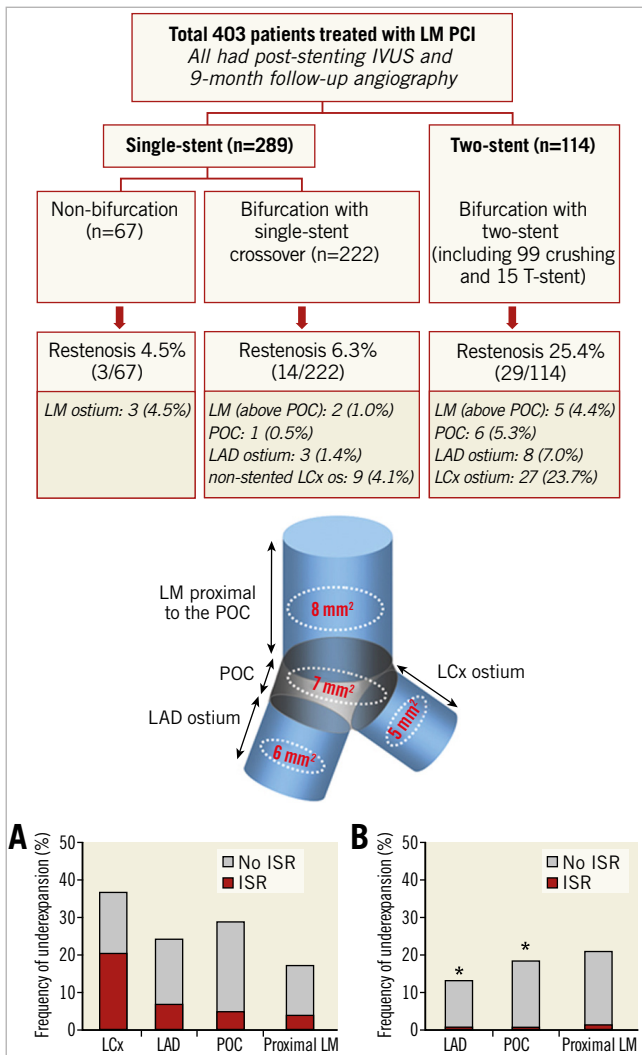 Total 403 patients treated with LM PCI
All had post-stenting IVUS and
9-month follow-up angiography
Single-stent (n=289)
Two-stent (n=114)
Non-bifurcation
(n=67)
Bifurcation with
single-stent
crossover (n=222)
Bifurcation with
two-stent
(including 99 crushing
and 15 T-stent)
Restenosis 4.5%
(3/67)
Restenosis 6.3%
(14/222)
Restenosis 25.4%
(29/114)
LM ostium: 3 (4.5%)
LM (above POC): 2 (1.0%)
POC: 1 (0.5%)
LAD ostium: 3 (1.4%)
non-stented LCx os: 9 (4.1%)
LM (above POC): 5 (4.4%)
POC: 6 (5.3%)
LAD ostium: 8 (7.0%)
LCx ostium: 27 (23.7%)
LM proximal
to the POC
8 mm²
POC
7 mm²
LCx ostium
5 mm²
LAD ostium
6 mm²
A
Frequency of underexpansion (%)
50
40
30
20
10
0
No ISR
ISR
LCx
LAD
POC
Proximal LM
B
Frequency of underexpansion (%)
50
40
30
20
10
0
No ISR
ISR
*
*
LAD
POC
Proximal LM